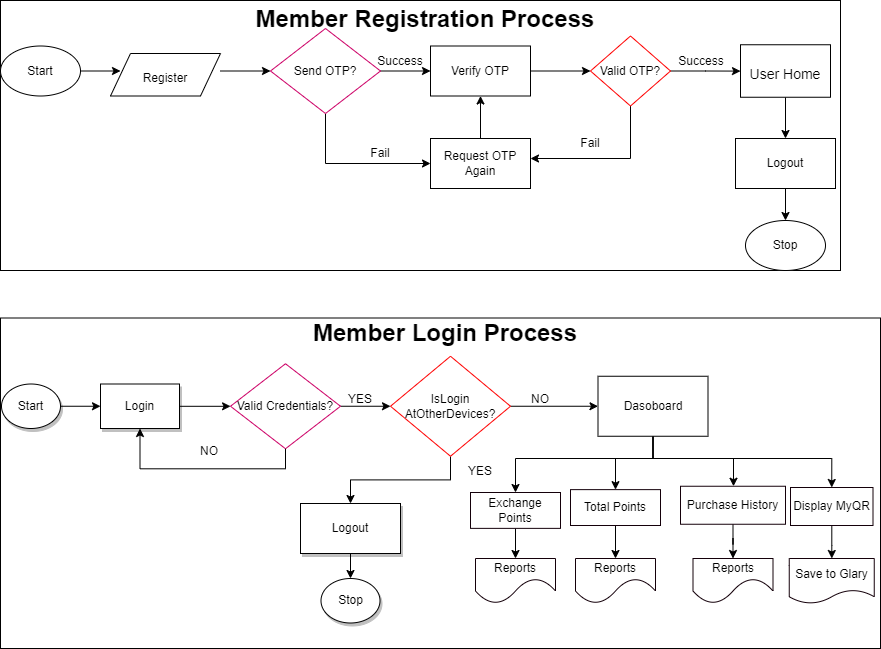 Member Registration Process
Start
Register
Send OTP?
Success
Verify OTP
Valid OTP?
Success
User Home
Fail
Request OTP
Again
Fail
Logout
Stop
Member Login Process
Start
Login
Valid Credentials?
YES
IsLogin
AtOtherDevices?
NO
Dasoboard
NO
YES
Logout
Stop
Exchange
Points
Total Points
Purchase History
Display MyQR
Reports
Reports
Reports
Save to Glary